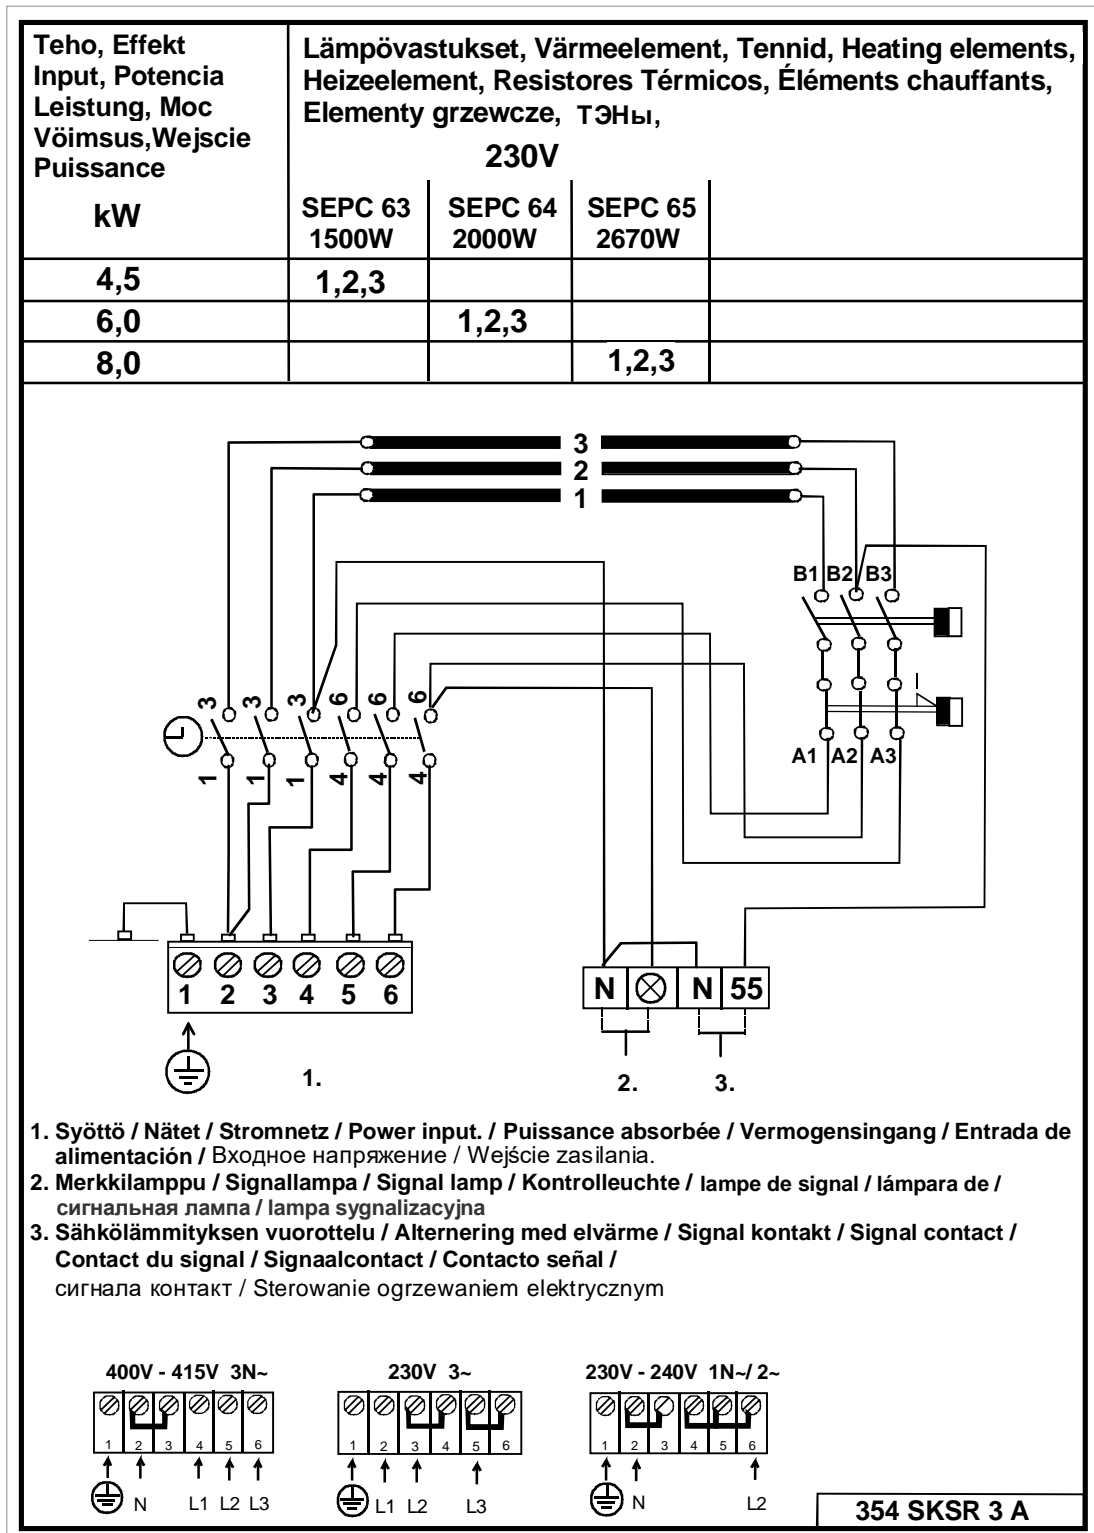 Teho, Effekt
Input, Potencia
Leistung, Moc
Vöimsus,Wejscie
Puissance
kW
Lämpövastukset, Värmeelement, Tennid, Heating elements,
Heizeelement, Resistores Térmicos, Éléments chauffants,
Elementy grzewcze, ТЭНы,
230V
SEPC 63 SEPC 64 SEPC 65
1500W 2000W 2670W
4,5 1,2,3
6,0 1,2,3
8,0 1,2,3
3
2
1
B1 B2 B3
3 3 3 6 6 6
A1 A2 A3
1 1 1 4 4 4
1 2 3 4 5 6
N N 55
1.
2. 3.
1. Syöttö / Nätet / Stromnetz / Power input. / Puissance absorbée / Vermogensingang / Entrada de
alimentación / Входное напряжение / Wejście zasilania.
2. Merkkilamppu / Signallampa / Signal lamp / Kontrolleuchte / lampe de signal / lámpara de /
сигнальная лампа / lampa sygnalizacyjna
3. Sähkölämmityksen vuorottelu / Alternering med elvärme / Signal kontakt / Signal contact /
Contact du signal / Signaalcontact / Contacto señal /
сигнала контакт / Sterowanie ogrzewaniem elektrycznym
400V - 415V 3N~
1 2 3 4 5 6
N L1 L2 L3
230V 3~
1 2 3 4 5 6
L1 L2 L3
230V - 240V 1N~/ 2~
1 2 3 4 5 6
N L2
354 SKSR 3 A